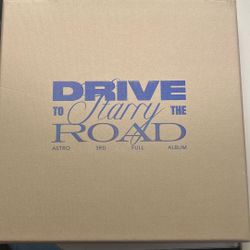 DRIVE
TO Starry THE
ROAD
ASTRO 3RD FULL ALBUM